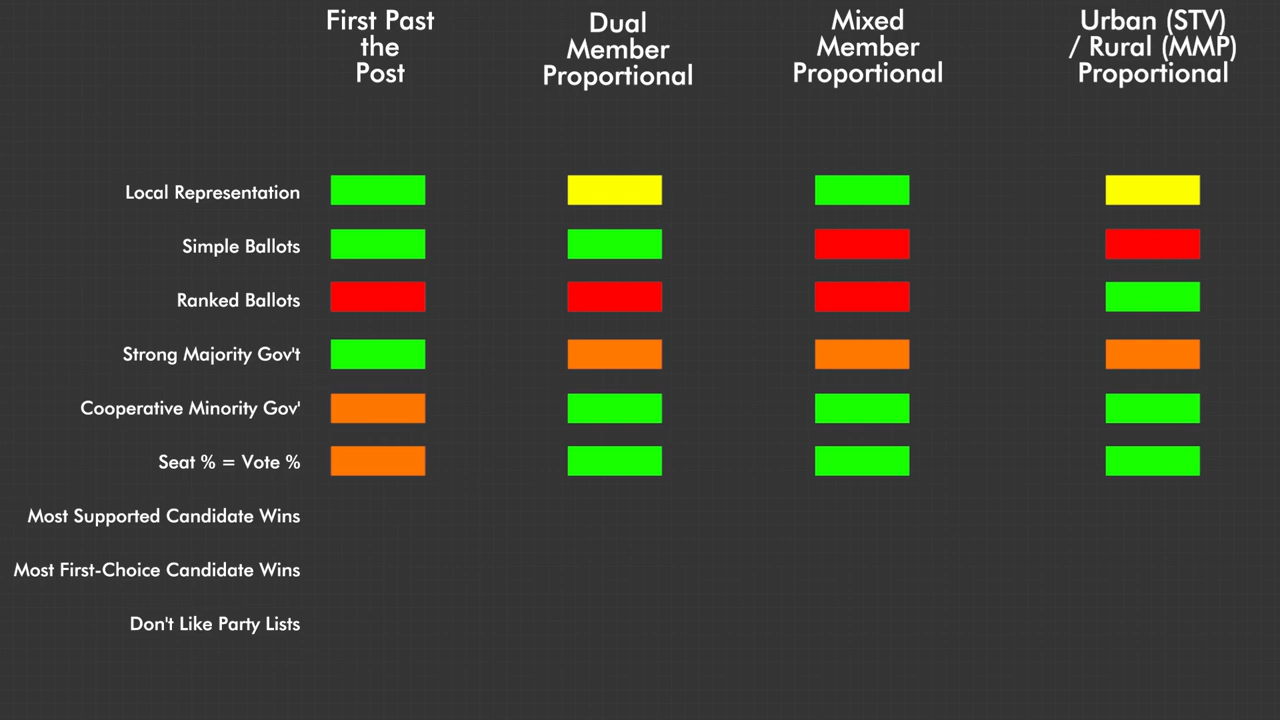 First Past
the
Post
Dual
Member
Proportional
Mixed
Member
Proportional
Urban (STV)
/ Rural (MMP)
Proportional
Local Representation
Simple Ballots
Ranked Ballots
Strong Majority Gov't
Cooperative Minority Gov'
Seat % = Vote %
Most Supported Candidate Wins
Most First-Choice Candidate Wins
Don't Like Party Lists